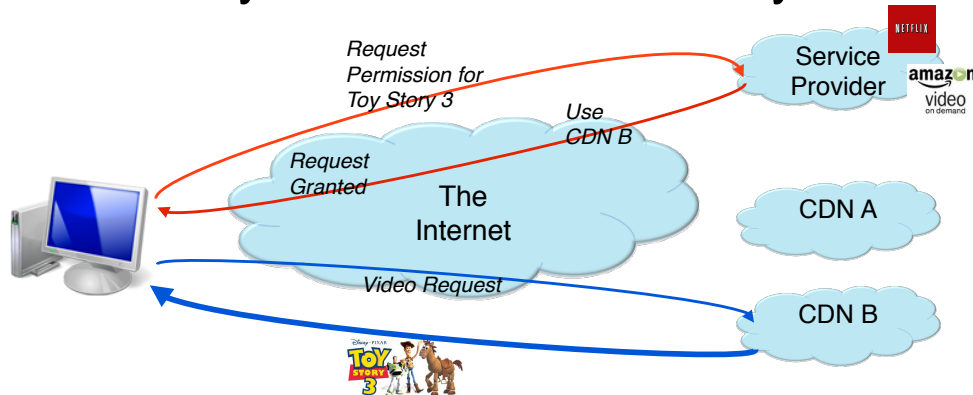 Request
Permission for
Toy Story 3
Service
Provider
NETFLIX
amazon
video
on demand
Use
CDN B
Request
Granted
The
Internet
CDN A
Video Request
CDN B
Disney · PIXAR
TOY
STORY
3